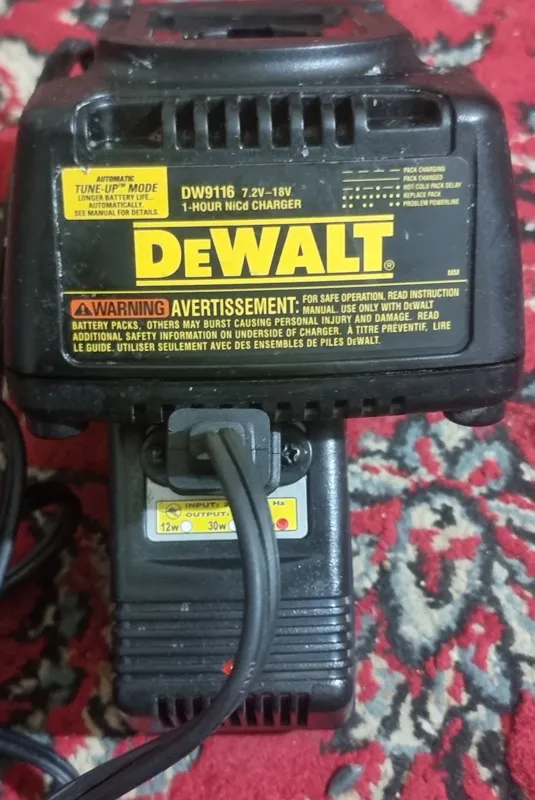 AUTOMATIC
TUNE-UP™ MODE
LONGER BATTERY LIFE...
AUTOMATICALLY.
SEE MANUAL FOR DETAILS.
DW9116 7.2V-18V
1-HOUR NiCd CHARGER
PACK CHARGING
PACK CHARGED
HOT/COLD PACK DELAY
REPLACE PACK
PROBLEM POWERLINE
DEWALT®
MM
WARNING AVERTISSEMENT. FOR SAFE OPERATION, READ INSTRUCTION
MANUAL. USE ONLY WITH DeWALT
BATTERY PACKS, OTHERS MAY BURST CAUSING PERSONAL INJURY AND DAMAGE. READ
ADDITIONAL SAFETY INFORMATION ON UNDERSIDE OF CHARGER. À TITRE PRÉVENTIF, LIRE
LE GUIDE. UTILISER SEULEMENT AVEC DES ENSEMBLES DE PILES DeWALT.
INPUT: Hz
OUTPUT:
12w 30w